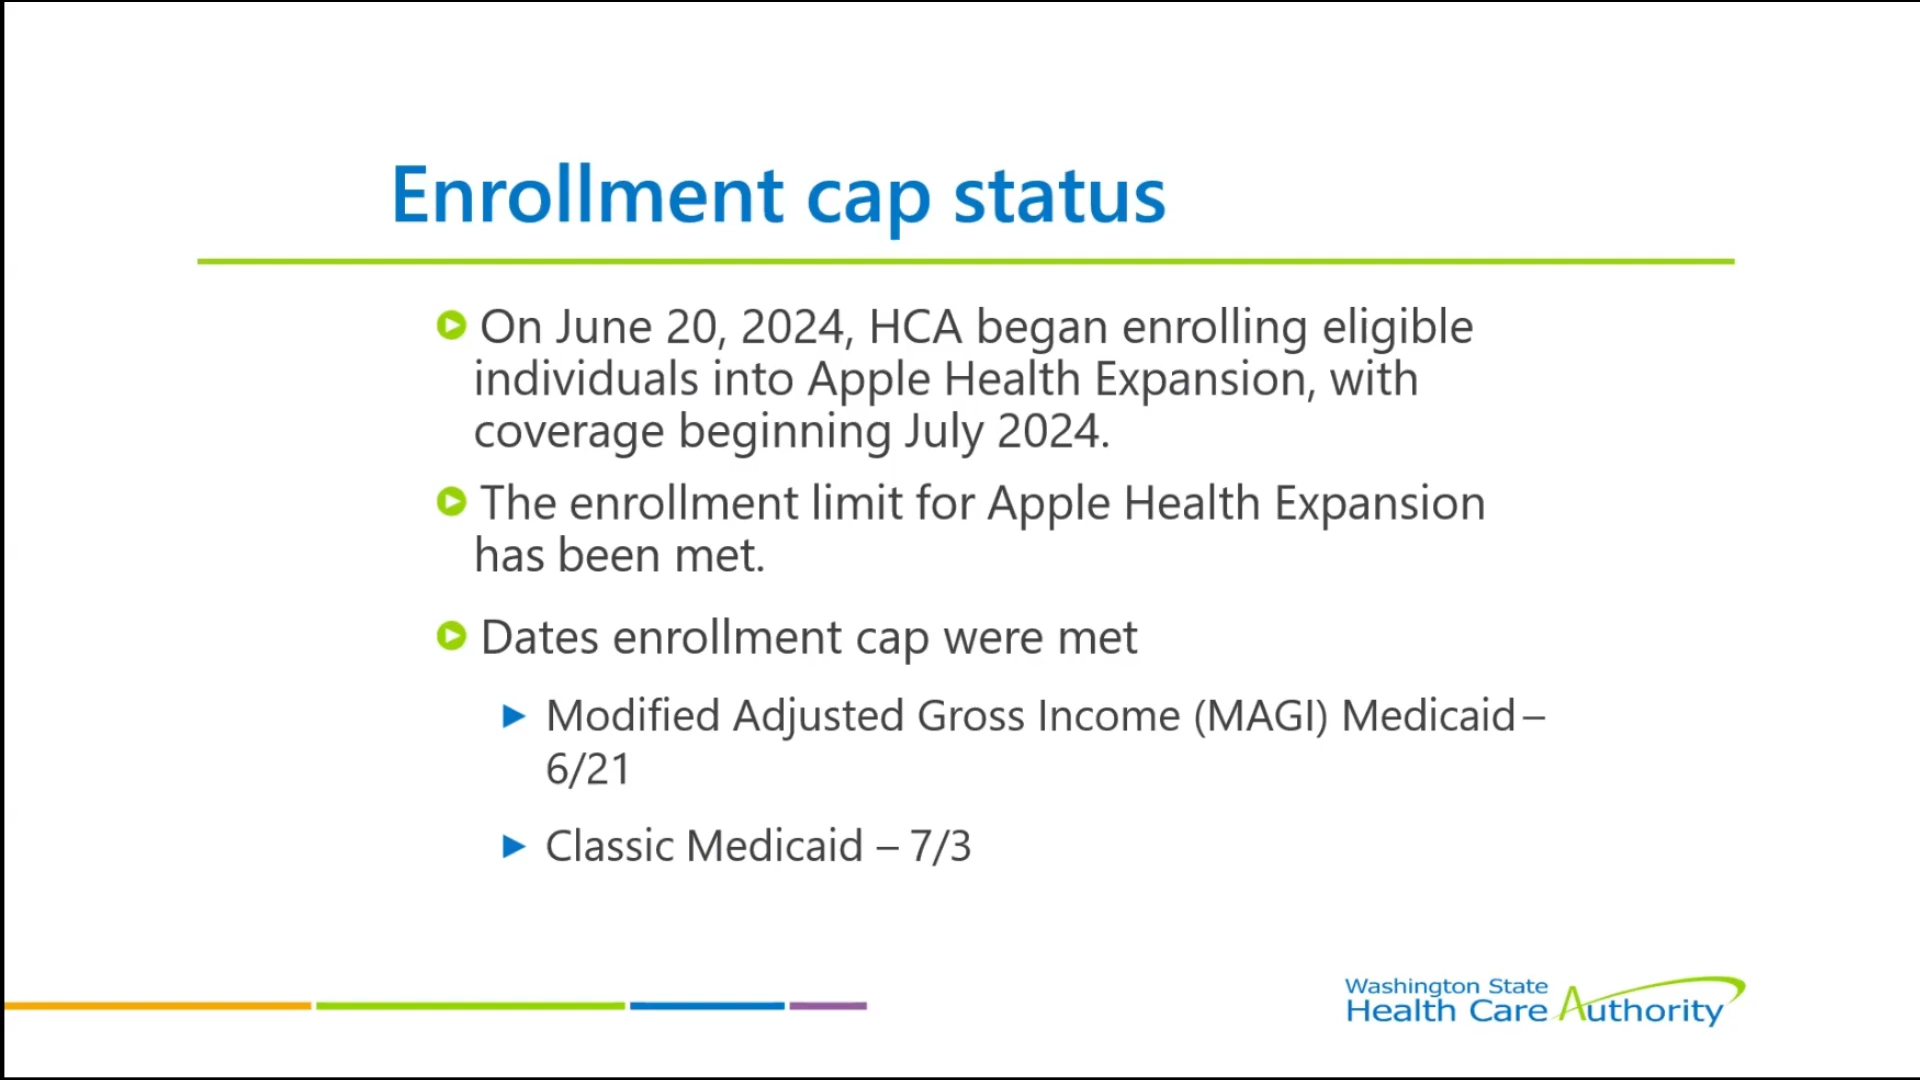 Enrollment cap status
On June 20, 2024, HCA began enrolling eligible
individuals into Apple Health Expansion, with
coverage beginning July 2024.
The enrollment limit for Apple Health Expansion
has been met.
Dates enrollment cap were met
Modified Adjusted Gross Income (MAGI) Medicaid –
6/21
Classic Medicaid – 7/3
Washington State
Health Care Authority